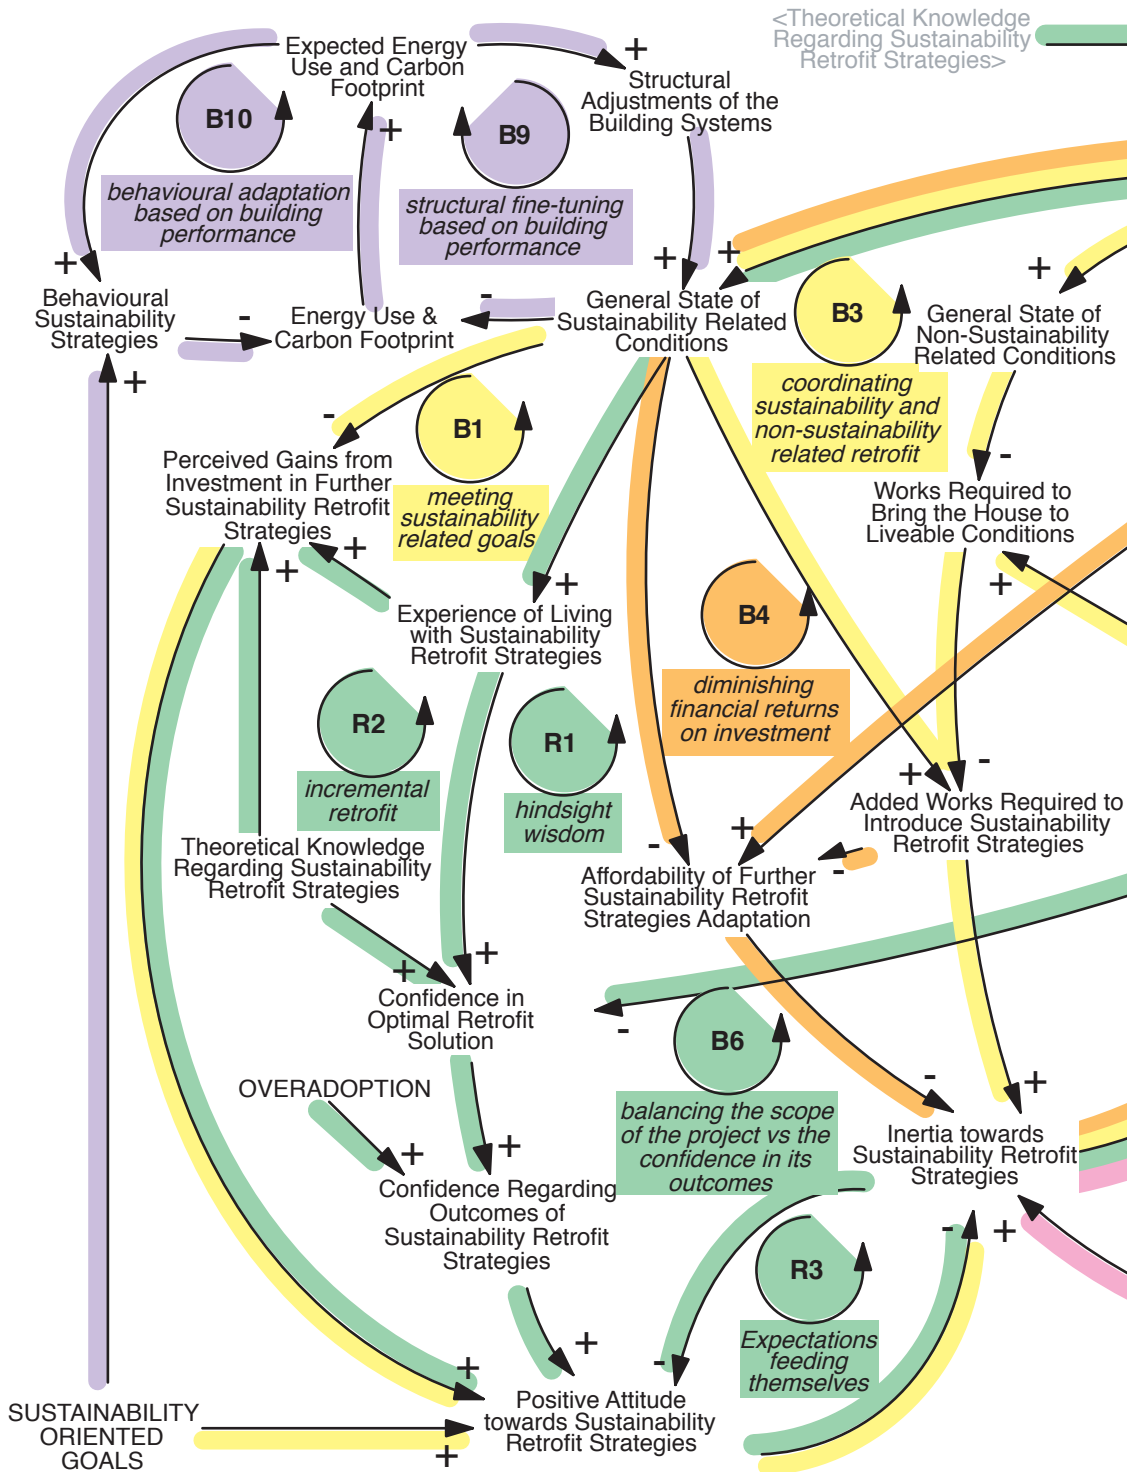 <Theoretical Knowledge
Regarding Sustainability
Retrofit Strategies>
Expected Energy
Use and Carbon
Footprint
+
Structural
Adjustments of the
Building Systems
B10
+
B9
behavioural adaptation
based on building
performance
structural fine-tuning
based on building
performance
+
+
+
+
Behavioural
Sustainability
Strategies
-
Energy Use &
Carbon Footprint
-
General State of
Sustainability Related
Conditions
B3
General State of
Non-Sustainability
Related Conditions
+
-
B1
coordinating
sustainability and
non-sustainability
related retrofit
-
Perceived Gains from
Investment in Further
Sustainability Retrofit
Strategies
meeting
sustainability
related goals
Works Required to
Bring the House to
Liveable Conditions
+
+
+
+
Experience of Living
with Sustainability
Retrofit Strategies
B4
diminishing
financial returns
on investment
R2
R1
incremental
retrofit
hindsight
wisdom
+
-
Added Works Required to
Introduce Sustainability
Retrofit Strategies
+
-
-
Theoretical Knowledge
Regarding Sustainability
Retrofit Strategies
Affordability of Further
Sustainability Retrofit
Strategies Adaptation
+
+
Confidence in
Optimal Retrofit
Solution
-
B6
OVERADOPTION
-
+
balancing the scope
of the project vs the
confidence in its
outcomes
+
+
Inertia towards
Sustainability Retrofit
Strategies
Confidence Regarding
Outcomes of
Sustainability Retrofit
Strategies
-
+
R3
Expectations
feeding
themselves
+
-
+
Positive Attitude
towards Sustainability
Retrofit Strategies
SUSTAINABILITY
ORIENTED
GOALS
+